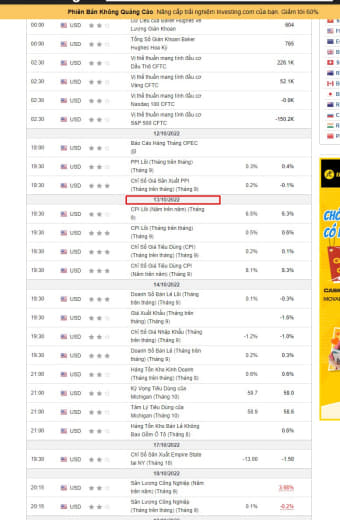 Phiên Bản Không Quảng Cáo. Nâng cấp trải nghiệm Investing.com của bạn. Giảm tới 60%
00:00 USD Dữ Liệu Của Baker Hughes Về 604
Lượng Giàn Khoan
00:00 USD Tổng Số Giàn Khoan Baker 765
Hughes Hoa Kỳ
02:30 USD Vị thế thuần mang tính đầu cơ 226.1K
Dầu Thô CFTC
02:30 USD Vị thế thuần mang tính đầu cơ 52.1K
Vàng CFTC
02:30 USD Vị thế thuần mang tính đầu cơ
Nasdaq 100 CFTC
02:30 USD Vị thế thuần mang tính đầu cơ -150.2K
S&P 500 CFTC
12/10/2022
USD Báo Cáo Hàng Tháng OPEC
19:30 USD PPI Lõi (Tháng trên tháng) 0.3% 0.4%
(Tháng 9)
19:30 USD Chỉ Số Giá Sản Xuất PPI 0.2% -0.1%
(Tháng trên tháng) (Tháng 9)
13/10/2022
19:30 USD CPI Lõi (Năm trên năm) (Tháng 6.5% 6.3%
9)
19:30 USD CPI Lõi (Tháng trên tháng) 0.5% 0.6%
(Tháng 9)
19:30 USD Chỉ Số Giá Tiêu Dùng (CPI) 0.2% 0.1%
(Tháng trên tháng) (Tháng 9)
19:30 USD Chỉ Số Giá Tiêu Dùng CPI 8.1% 8.3%
(Năm trên năm) (Tháng 9)
14/10/2022
19:30 USD Doanh Số Bán Lẻ Lõi (Tháng 0.1% -0.3%
trên tháng) (Tháng 9)
19:30 USD Giá Xuất Khẩu (Tháng trên -1.6%
tháng) (Tháng 9)
19:30 USD Chỉ Số Giá Nhập Khẩu (Tháng -1.2% -1.0%
trên tháng) (Tháng 9)
19:30 USD Doanh Số Bán Lẻ (Tháng trên 0.2% 0.3%
tháng) (Tháng 9)
21:00 USD Hàng Tồn Kho Kinh Doanh 0.6%
(Tháng trên tháng) (Tháng 8)
21:00 USD Kỳ Vọng Tiêu Dùng của 59.7 58.0
Michigan (Tháng 10)
21:00 USD Tâm Lý Tiêu Dùng của 58.9 58.6
Michigan (Tháng 10)
21:00 USD Hàng Tồn Kho Bán Lẻ Không 0.6%
Bao Gồm Ô Tô (Tháng 8)
17/10/2022
19:30 USD Chỉ Số Sản Xuất Empire State -1.50
tại NY (Tháng 10)
18/10/2022
20:15 USD Sản Lượng Công Nghiệp (Năm
trên năm) (Tháng 9)
20:15 USD Sản Lượng Công Nghiệp (Tháng 0.1% -0.2%
trên tháng) (Tháng 9)